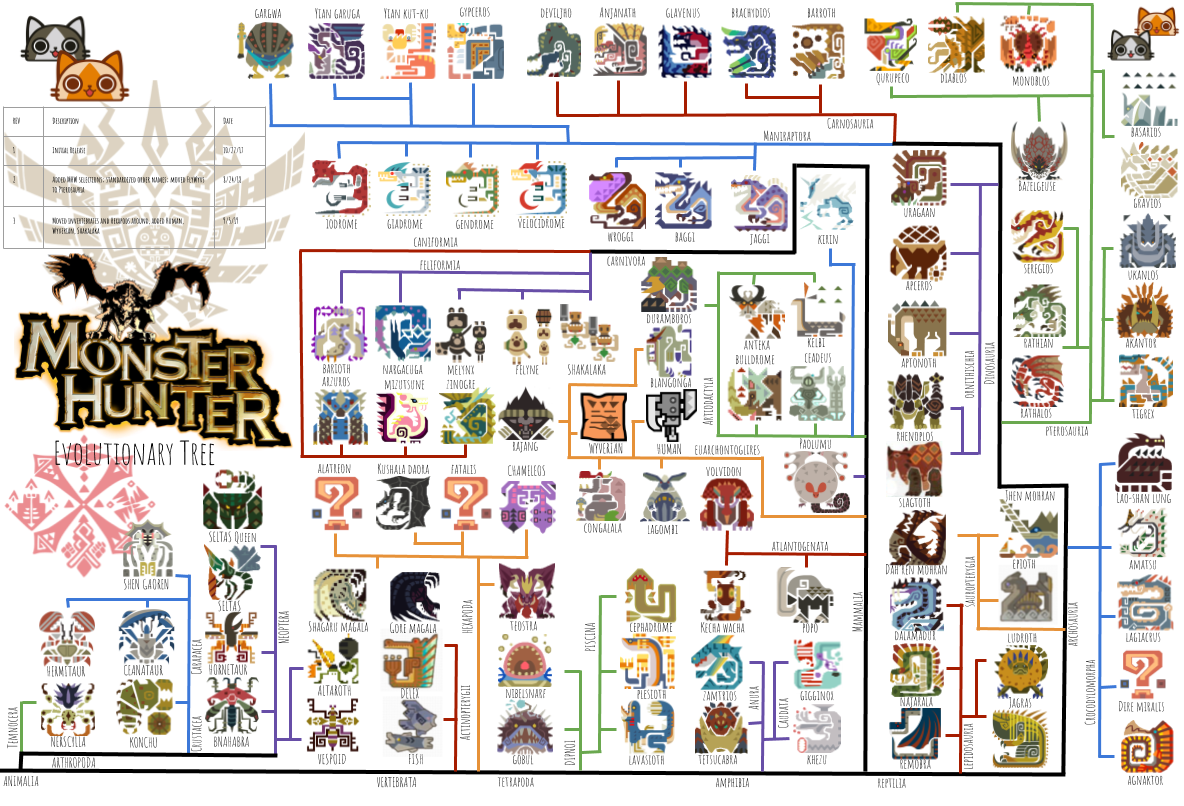 GARGWA
YIAN GARUGA
YIAN KUT-KU
GYPCEROS
DEVILJHO
ANJANATH
GLAVENUS
BRACHYDIOS
BARROTH
QURUPECO
DIABLOS
MONOBLOS
BASARIOS
REV
DESCRIPTION
DATE
INITIAL RELEASE
10/27/17
2
ADDED MHW SELECTIONS; STANDARDIZED ORDER NAMES; MOVED FLYWYVS
TO PTEROSAURIA
1/24/18
3
MOVED INVERTEBRATES AND HEXAPODS AROUND, ADDED HUMAN,
WYVERIAN, SHAKALAKA
9/5/19
CARNOSAURIA
MANIRAPTORA
BAZELGEUSE
GRAVIOS
IODROME
GIADROME
GENDROME
VELOCIDROME
WROGGI
BAGGI
JAGGI
KIRIN
URAGAAN
SEREGIOS
UKANLOS
CANIFORMIA
FELIFORMIA
CARNIVORA
DURAMBOROS
APCEROS
RATHIAN
AKANTOR
MONSTER
HUNTER
EVOLUTIONARY TREE
BARIOTH
NARGACUGA
MELYNX
FELYNE
SHAKALAKA
BLANGONGA
ANTEKA
KELBI
BULLDROME
CEADEUS
ARTIODACTYLA
APTONOTH
ORNITHISCHIA
DINOSAURIA
RATHALOS
TIGREX
PTEROSAURIA
ARZUROS
MIZUTSUNE
ZINOGRE
RAJANG
WYVERIAN
HUMAN
EUARCHONTOGLIRES
PAOLUMU
RHENOPLOS
SLAGTOTH
LAO-SHAN LUNG
ALATREON
KUSHALA DAORA
FATALIS
CHAMELEOS
CONGALALA
LAGOMBI
VOLVIDON
JHEN MOHRAN
SELTAS QUEEN
SHEN GAOREN
ATLANTOGENATA
DAH REN MOHRAN
SAUROPTERYGIA
EPIOTH
AMATSU
SELTAS
NEOPTERA
SHAGARU MAGALA
GORE MAGALA
HEXAPODA
TEOSTRA
PISCINA
CEPHADROME
KECHA WACHA
POPO
MAMMALIA
DALAMADUR
LUDROTH
ARCHOSAURIA
LAGIACRUS
HERMITAUR
CEANATAUR
CARAPACEA
HORNETAUR
ALTAROTH
DELEX
ACTINOPTERYGII
NIBELSNARF
PLESIOTH
ZAMTRIOS
ANURA
CAUDATA
GIGGINOX
NAJARALA
JAGRAS
CROCODYLOMORPHA
DIRE MIRALIS
TEMNOCERA
NERSCYLLA
KONCHU
CRUSTACEA
BNAHABRA
VESPOID
FISH
GOBUL
DIPNOI
LAVASIOTH
TETSUCABRA
KHEZU
REMOBRA
LEPIDOSAURIA
AGNAKTOR
ARTHROPODA
ANIMALIA
VERTEBRATA
TETRAPODA
AMPHIBIA
REPTILIA